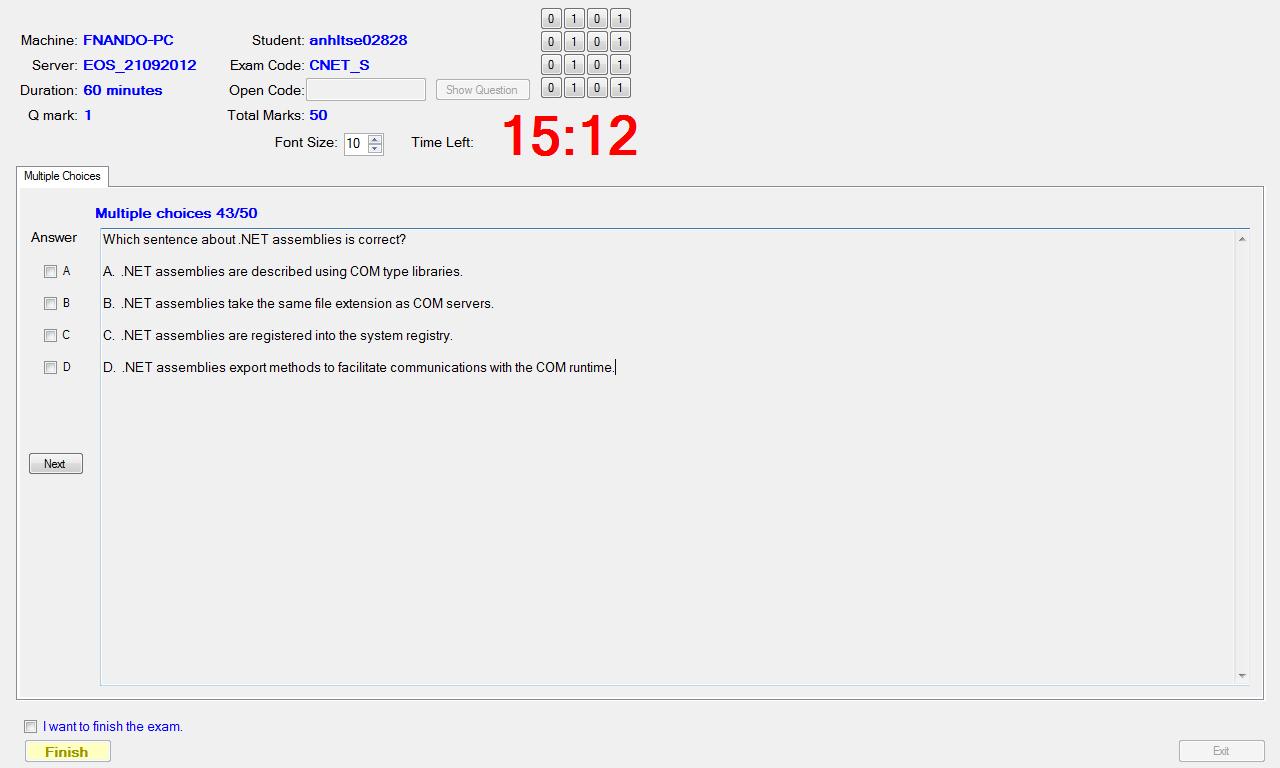 Machine: FNANDO-PC Student: anhltse02828 0 1 0 1
0 1 0 1
Server: EOS_21092012 Exam Code: CNET_S 0 1 0 1
Duration: 60 minutes Open Code: Show Question 0 1 0 1
Q mark: 1 Total Marks: 50
Font Size: 10 Time Left: 15:12
Multiple Choices
Multiple choices 43/50
Answer Which sentence about .NET assemblies is correct?
A A. .NET assemblies are described using COM type libraries.
B B. .NET assemblies take the same file extension as COM servers.
C C. .NET assemblies are registered into the system registry.
D D. .NET assemblies export methods to facilitate communications with the COM runtime.
Next
I want to finish the exam.
Finish Exit